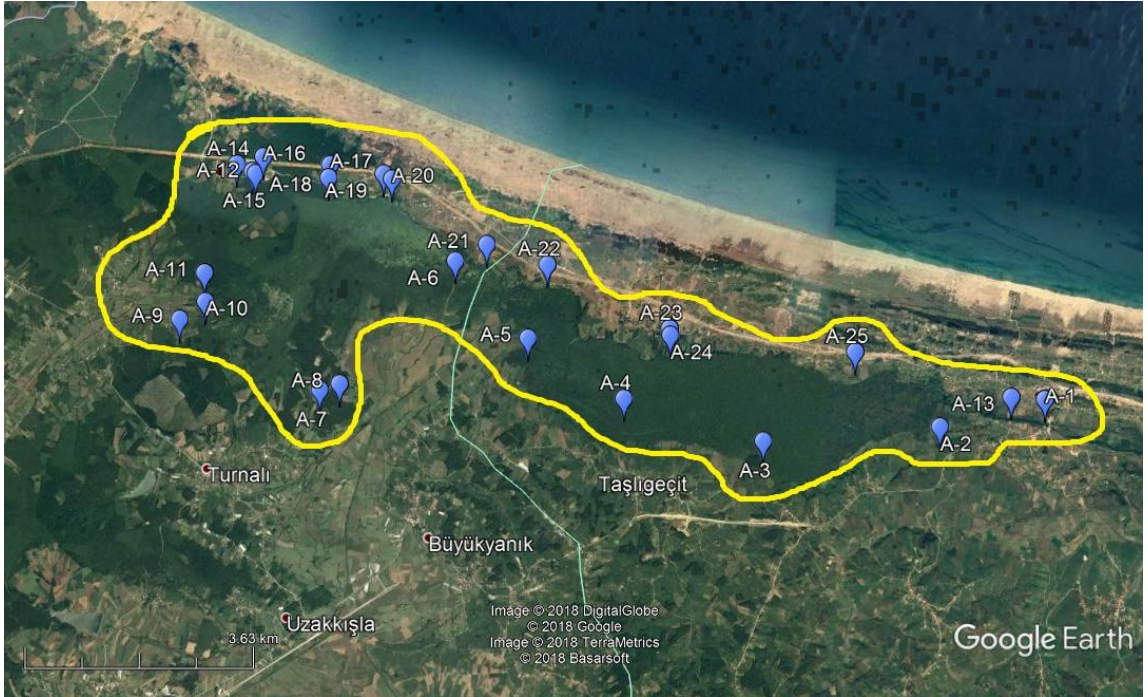 A-14
A-16
A-17
A-12
A-18
A-19
A-20
A-15
A-21
A-22
A-6
A-11
A-10
A-9
A-23
A-5
A-24
A-25
A-8
A-4
A-7
A-13
A-1
A-2
A-3
Turnalı
Taşlıgeçit
Büyükyanık
Uzakkışla
3.63 km
Image © 2018 DigitalGlobe
© 2018 Google
Image © 2018 TerraMetrics
© 2018 Basarsoft
Google Earth